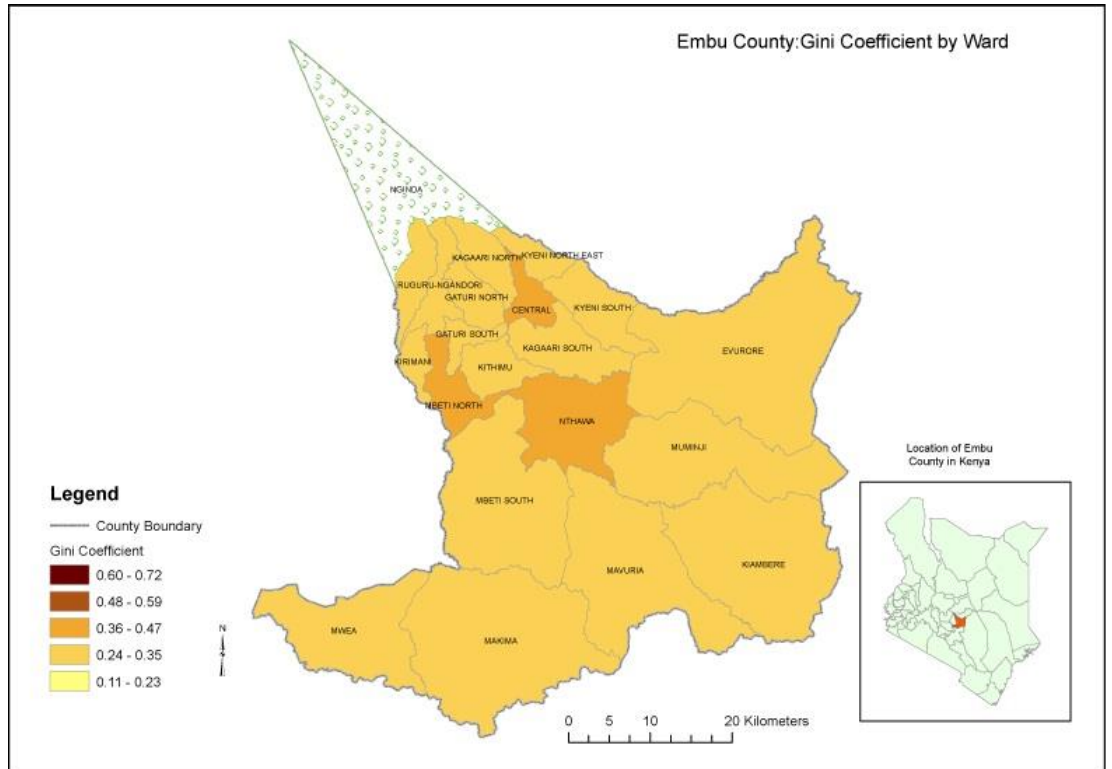 Embu County:Gini Coefficient by Ward
NGINDA
KAGAARI NORTH
KYENI NORTH EAST
RUGURU-NGANDORI
GATURI NORTH
CENTRAL
KYENI SOUTH
GATURI SOUTH
KAGAARI SOUTH
EVURORE
KIRIMANI
KITHIMU
MBETI NORTH
NTHAWA
MUMINJI
MBETI SOUTH
MAVURIA
KIAMBERE
MWEA
MAKIMA
Location of Embu
County in Kenya
Legend
County Boundary
Gini Coefficient
0.60 - 0.72
0.48 - 0.59
0.36 - 0.47
0.24 - 0.35
0.11 - 0.23
N
0 5 10 20 Kilometers